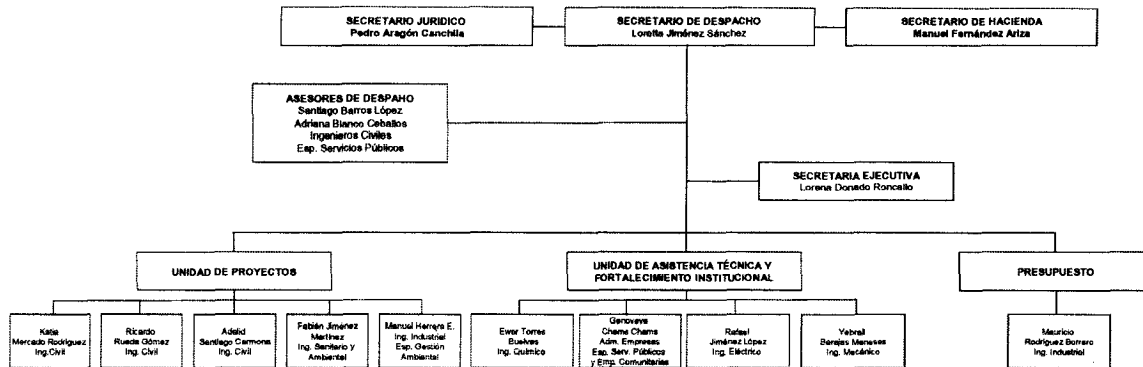 SECRETARIO JURIDICO
Pedro Aragón Canchila
SECRETARIO DE DESPACHO
Loretta Jiménez Sánchez
SECRETARIO DE HACIENDA
Manuel Fernández Ariza
ASESORES DE DESPAHO
Santiago Barros López
Adriana Blanco Ceballos
Ingenieros Civiles
Esp. Servicios Públicos
SECRETARIA EJECUTIVA
Lorena Donado Roncallo
UNIDAD DE PROYECTOS
UNIDAD DE ASISTENCIA TÉCNICA Y
FORTALECIMIENTO INSTITUCIONAL
PRESUPUESTO
Katia
Mercado Rodríguez
Ing.Civil
Ricardo
Rueda Gómez
Ing. Civil
Adelid
Santiago Carmona
Ing. Civil
Fabián Jiménez
Martínez
Ing. Sanitario y
Ambiental
Manuel Herrera E.
Ing. Industrial
Esp. Gestión
Ambiental
Ewer Torres
Buelvas
Ing. Químico
Genoveva
Chams Chams
Adm. Empresas
Esp. Serv. Públicos
y Emp. Comunitarias
Rafael
Jiménez López
Ing. Eléctrico
Yebrail
Barajas Meneses
Ing. Mecánico
Mauricio
Rodríguez Borrero
Ing. Industrial